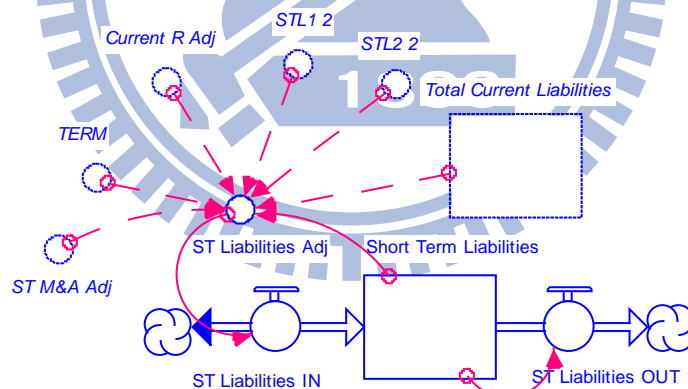 STL1 2
Current R Adj
STL2 2
Total Current Liabilities
TERM
ST Liabilities Adj
Short Term Liabilities
ST M&A Adj
ST Liabilities IN
ST Liabilities OUT